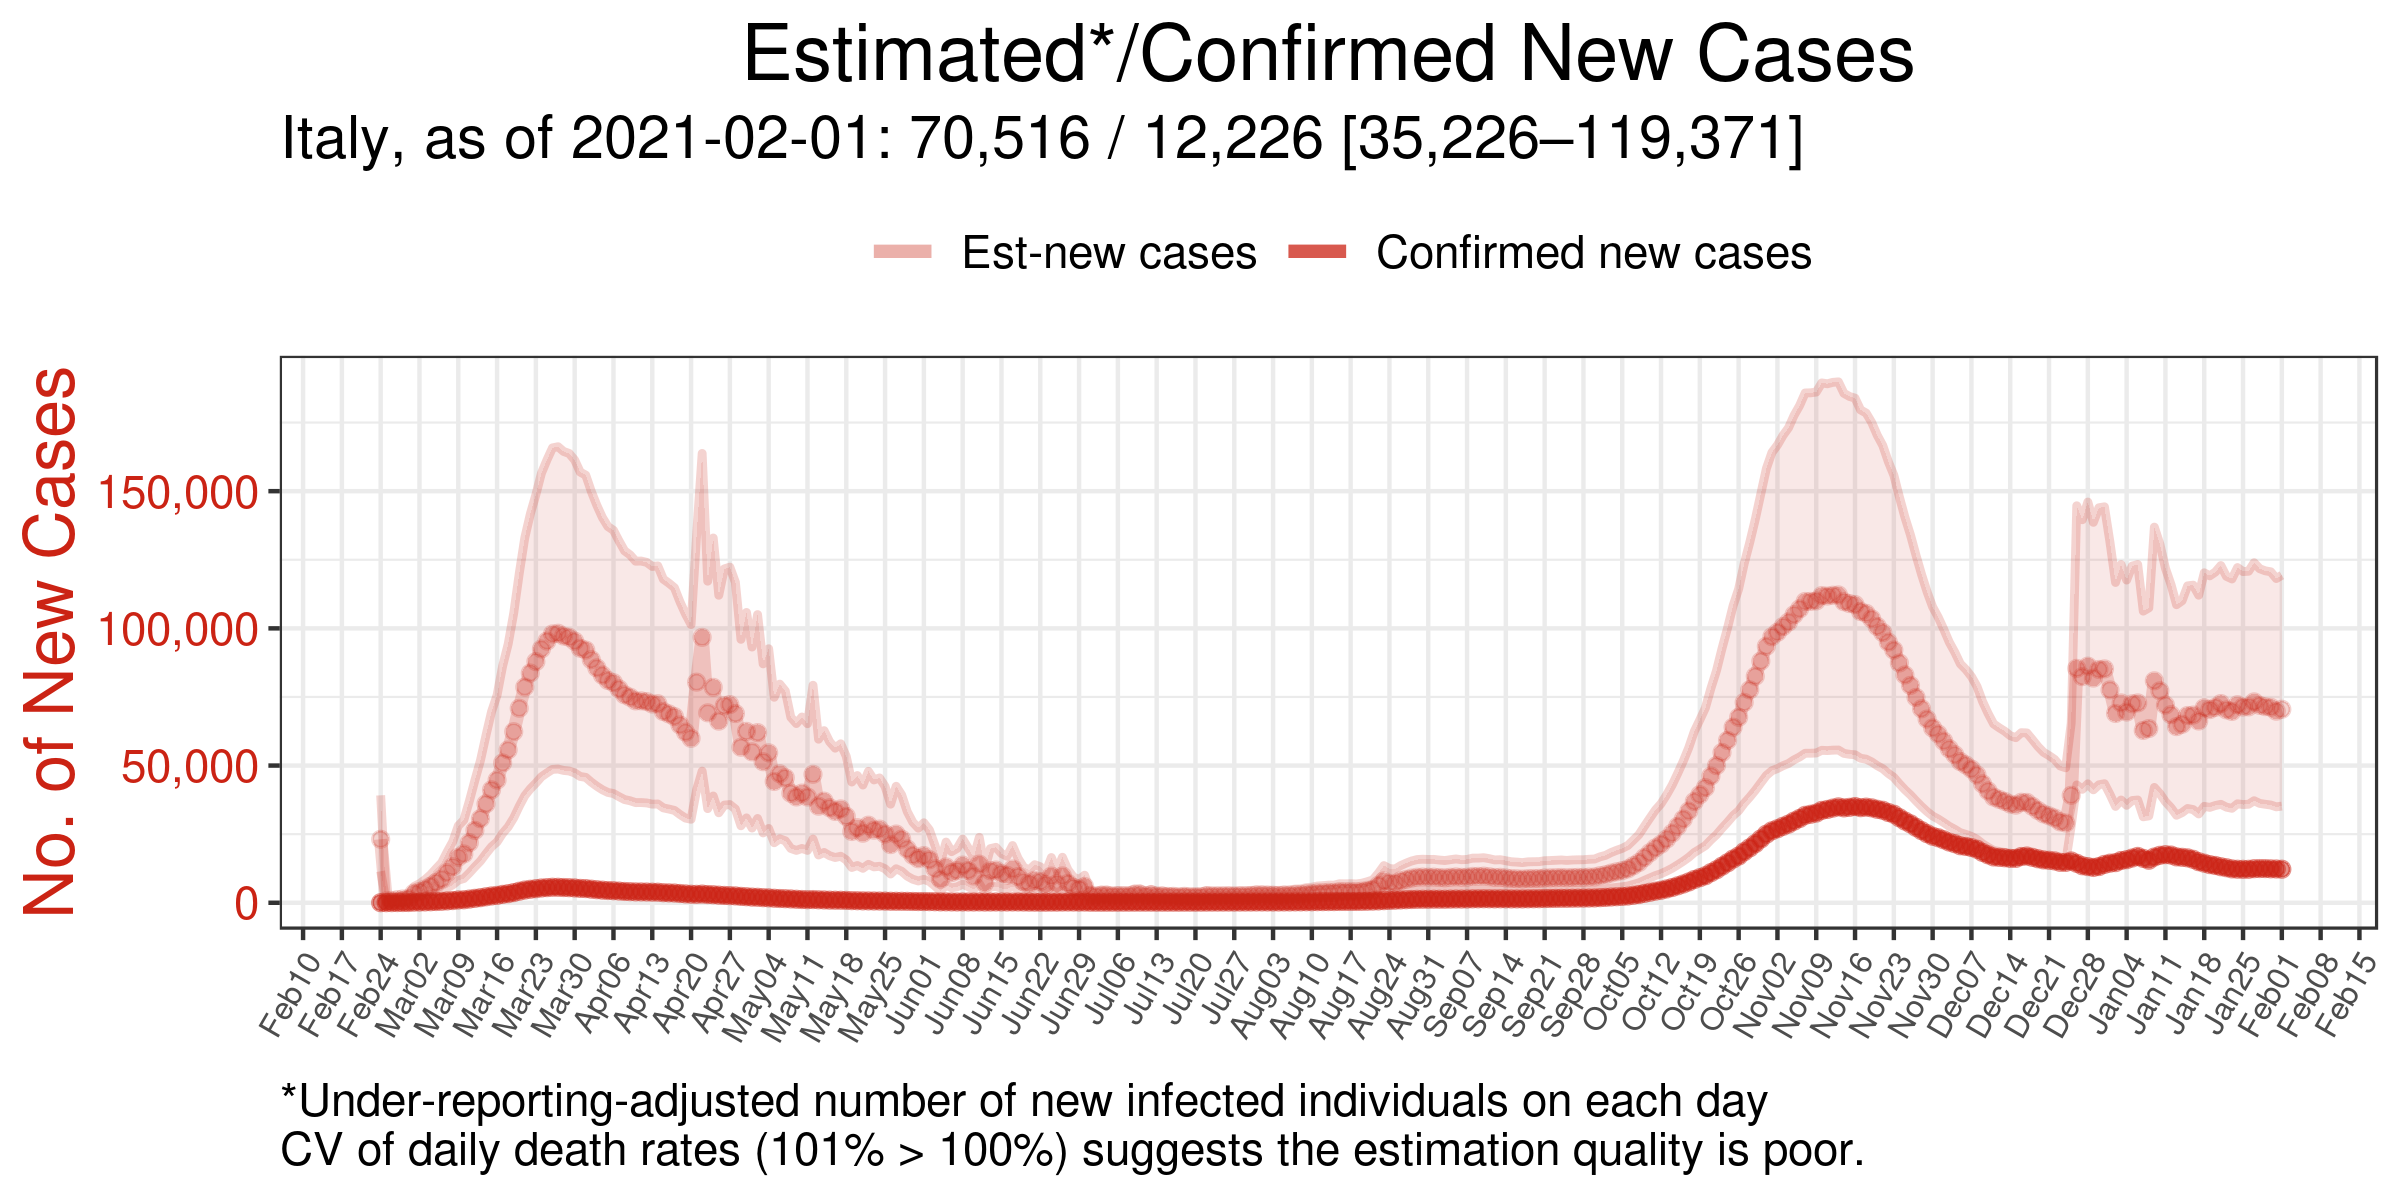 Estimated*/Confirmed New Cases
Italy, as of 2021-02-01: 70,516 / 12,226 [35,226–119,371]
Est-new cases
Confirmed new cases
No. of New Cases
150,000
100,000
50,000
0
Feb10
Feb17
Feb24
Mar02
Mar09
Mar16
Mar23
Mar30
Apr06
Apr13
Apr20
Apr27
May04
May11
May18
May25
Jun01
Jun08
Jun15
Jun22
Jun29
Jul06
Jul13
Jul20
Jul27
Aug03
Aug10
Aug17
Aug24
Aug31
Sep07
Sep14
Sep21
Sep28
Oct05
Oct12
Oct19
Oct26
Nov02
Nov09
Nov16
Nov23
Nov30
Dec07
Dec14
Dec21
Dec28
Jan04
Jan11
Jan18
Jan25
Feb01
Feb08
Feb15
*Under-reporting-adjusted number of new infected individuals on each day
CV of daily death rates (101% > 100%) suggests the estimation quality is poor.